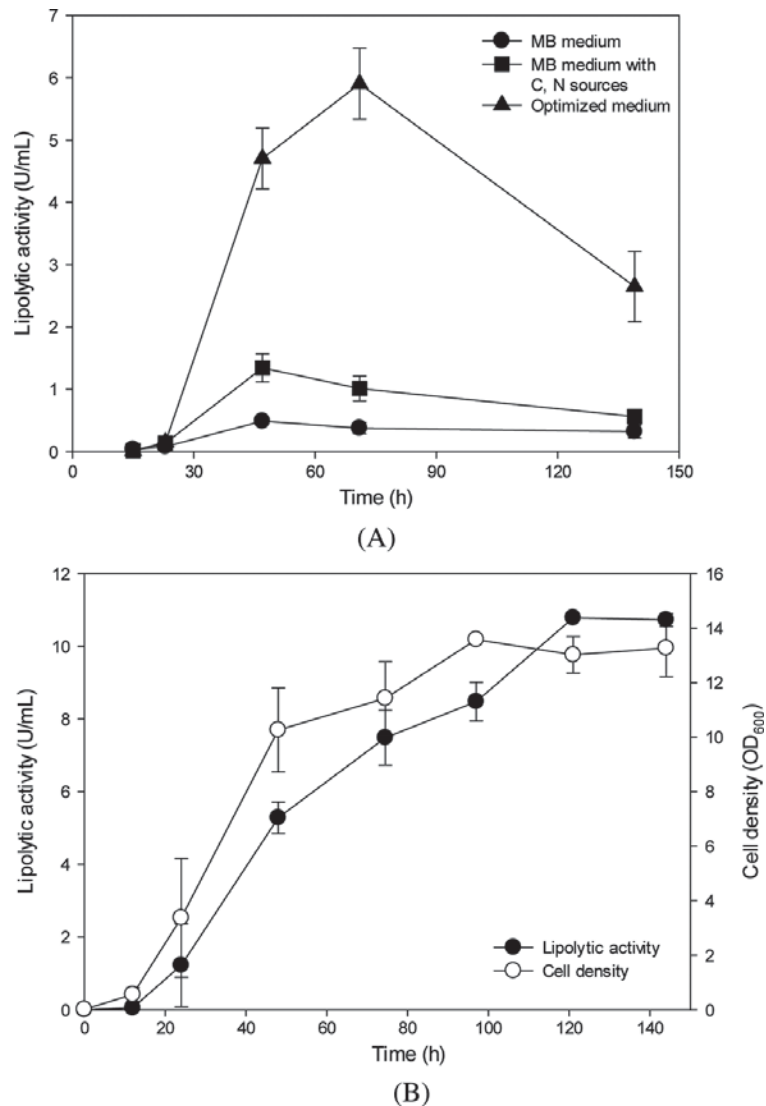 7
6
5
4
3
2
1
0
Lipolytic activity (U/mL)
MB medium
MB medium with
C, N sources
Optimized medium
0 30 60 90 120 150
Time (h)
(A)
12
10
8
6
4
2
0
Lipolytic activity (U/mL)
16
14
12
10
8
6
4
2
0
Cell density (OD600)
Lipolytic activity
Cell density
0 20 40 60 80 100 120 140
Time (h)
(B)